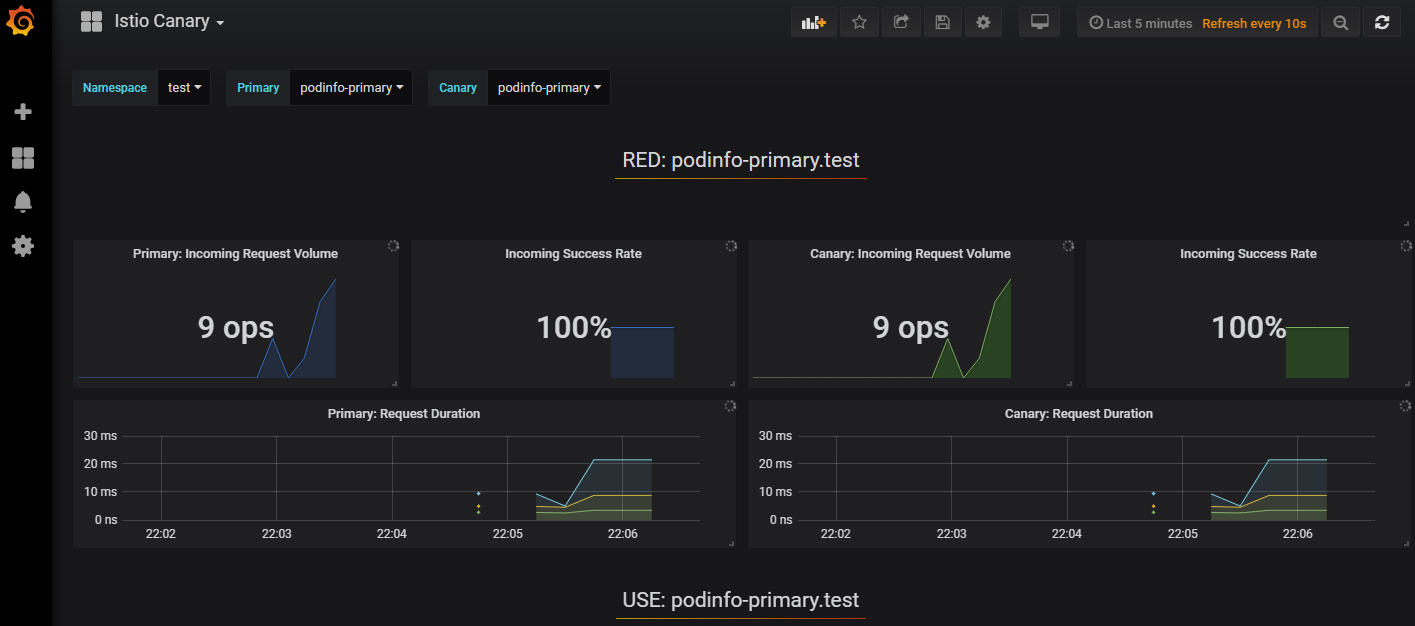 Istio Canary
Last 5 minutes Refresh every 10s
Namespace test Primary podinfo-primary Canary podinfo-primary
RED: podinfo-primary.test
Primary: Incoming Request Volume
Incoming Success Rate
Canary: Incoming Request Volume
Incoming Success Rate
9 ops
100%
9 ops
100%
Primary: Request Duration
30 ms
20 ms
10 ms
0 ns
22:02 22:03 22:04 22:05 22:06
Canary: Request Duration
30 ms
20 ms
10 ms
0 ns
22:02 22:03 22:04 22:05 22:06
USE: podinfo-primary.test